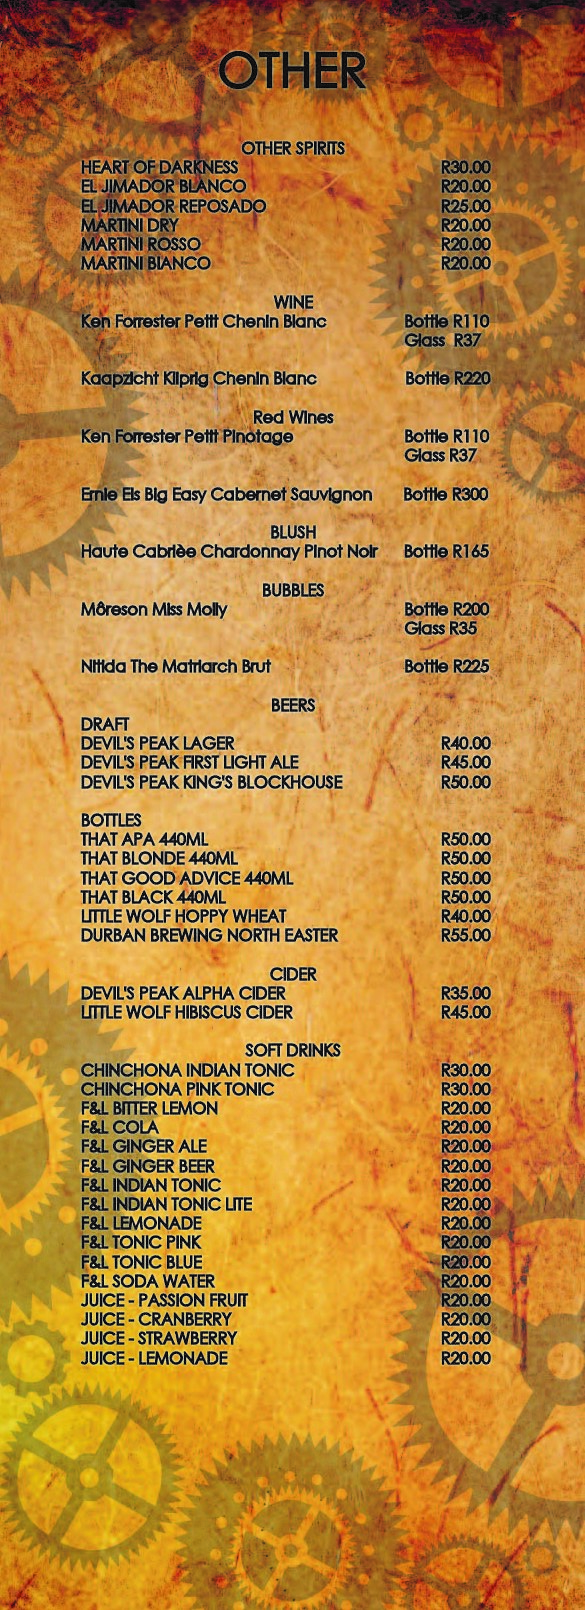 OTHER
OTHER SPIRITS
HEART OF DARKNESS R30.00
EL JIMADOR BLANCO R20.00
EL JIMADOR REPOSADO R25.00
MARTINI DRY R20.00
MARTINI ROSSO R20.00
MARTINI BIANCO R20.00
WINE
Ken Forrester Petit Chenin Blanc Bottle R110
Glass R37
Kaapzicht Kliprig Chenin Blanc Bottle R220
Red Wines
Ken Forrester Petit Pinotage Bottle R110
Glass R37
Ernie Els Big Easy Cabernet Sauvignon Bottle R300
BLUSH
Haute Cabrièe Chardonnay Pinot Noir Bottle R165
BUBBLES
Môreson Miss Molly Bottle R200
Glass R35
Nitida The Matriarch Brut Bottle R225
BEERS
DRAFT
DEVIL'S PEAK LAGER R40.00
DEVIL'S PEAK FIRST LIGHT ALE R45.00
DEVIL'S PEAK KING'S BLOCKHOUSE R50.00
BOTTLES
THAT APA 440ML R50.00
THAT BLONDE 440ML R50.00
THAT GOOD ADVICE 440ML R50.00
THAT BLACK 440ML R50.00
LITTLE WOLF HOPPY WHEAT R40.00
DURBAN BREWING NORTH EASTER R55.00
CIDER
DEVIL'S PEAK ALPHA CIDER R35.00
LITTLE WOLF HIBISCUS CIDER R45.00
SOFT DRINKS
CHINCHONA INDIAN TONIC R30.00
CHINCHONA PINK TONIC R30.00
F&L BITTER LEMON R20.00
F&L COLA R20.00
F&L GINGER ALE R20.00
F&L GINGER BEER R20.00
F&L INDIAN TONIC R20.00
F&L INDIAN TONIC LITE R20.00
F&L LEMONADE R20.00
F&L TONIC PINK R20.00
F&L TONIC BLUE R20.00
F&L SODA WATER R20.00
JUICE - PASSION FRUIT R20.00
JUICE - CRANBERRY R20.00
JUICE - STRAWBERRY R20.00
JUICE - LEMONADE R20.00